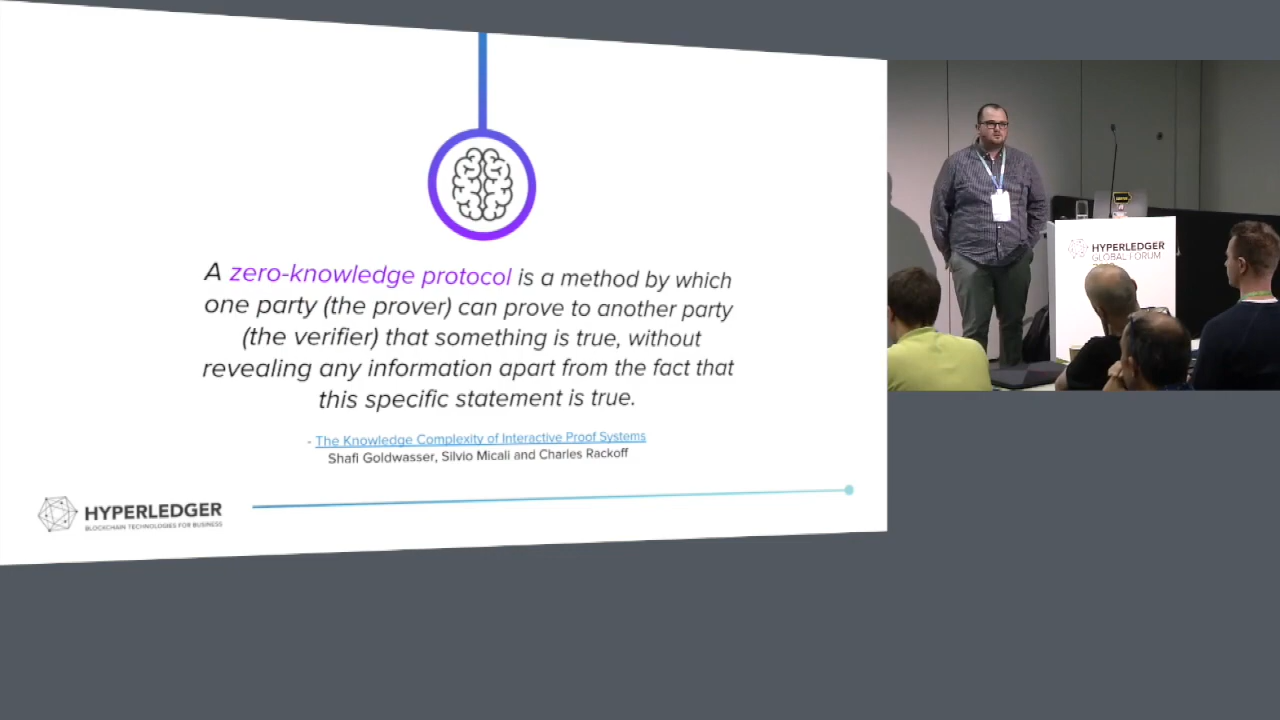 A zero-knowledge protocol is a method by which
one party (the prover) can prove to another party
(the verifier) that something is true, without
revealing any information apart from the fact that
this specific statement is true.
- The Knowledge Complexity of Interactive Proof Systems
Shafi Goldwasser, Silvio Micali and Charles Rackoff
HYPERLEDGER
BLOCKCHAIN TECHNOLOGIES FOR BUSINESS
HYPERLEDGER
GLOBAL FORUM